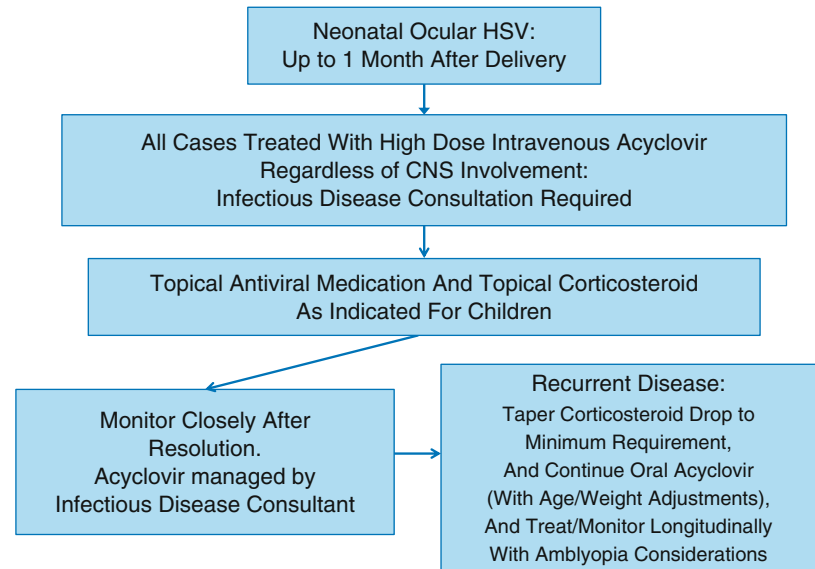 Neonatal Ocular HSV:
Up to 1 Month After Delivery
All Cases Treated With High Dose Intravenous Acyclovir
Regardless of CNS Involvement:
Infectious Disease Consultation Required
Topical Antiviral Medication And Topical Corticosteroid
As Indicated For Children
Monitor Closely After
Resolution.
Acyclovir managed by
Infectious Disease Consultant
Recurrent Disease:
Taper Corticosteroid Drop to
Minimum Requirement,
And Continue Oral Acyclovir
(With Age/Weight Adjustments),
And Treat/Monitor Longitudinally
With Amblyopia Considerations